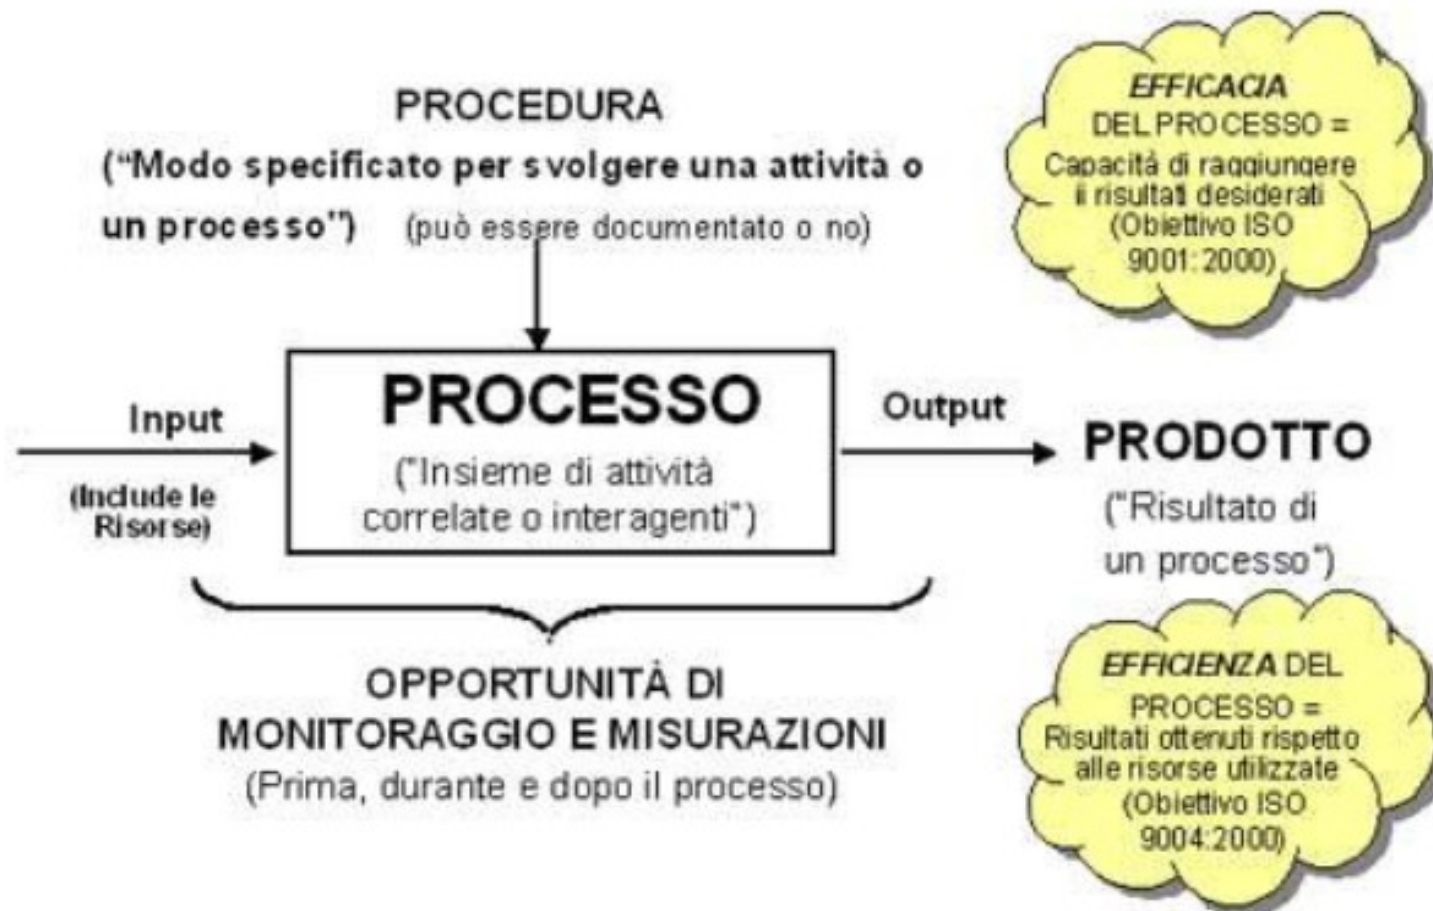 PROCEDURA
("Modo specificato per svolgere una attività o
un processo") (può essere documentato o no)
EFFICACIA
DEL PROCESSO =
Capacità di raggiungere
ii risultati desiderati
(Obiettivo ISO
9001:2000)
Input
(Include le
Risorse)
PROCESSO
("Insieme di attività
correlate o interagenti")
Output
PRODOTTO
("Risultato di
un processo")
OPPORTUNITÀ DI
MONITORAGGIO E MISURAZIONI
(Prima, durante e dopo il processo)
EFFICIENZA DEL
PROCESSO =
Risultati ottenuti rispetto
alle risorse utilizzate
(Obiettivo ISO
9004:2000)